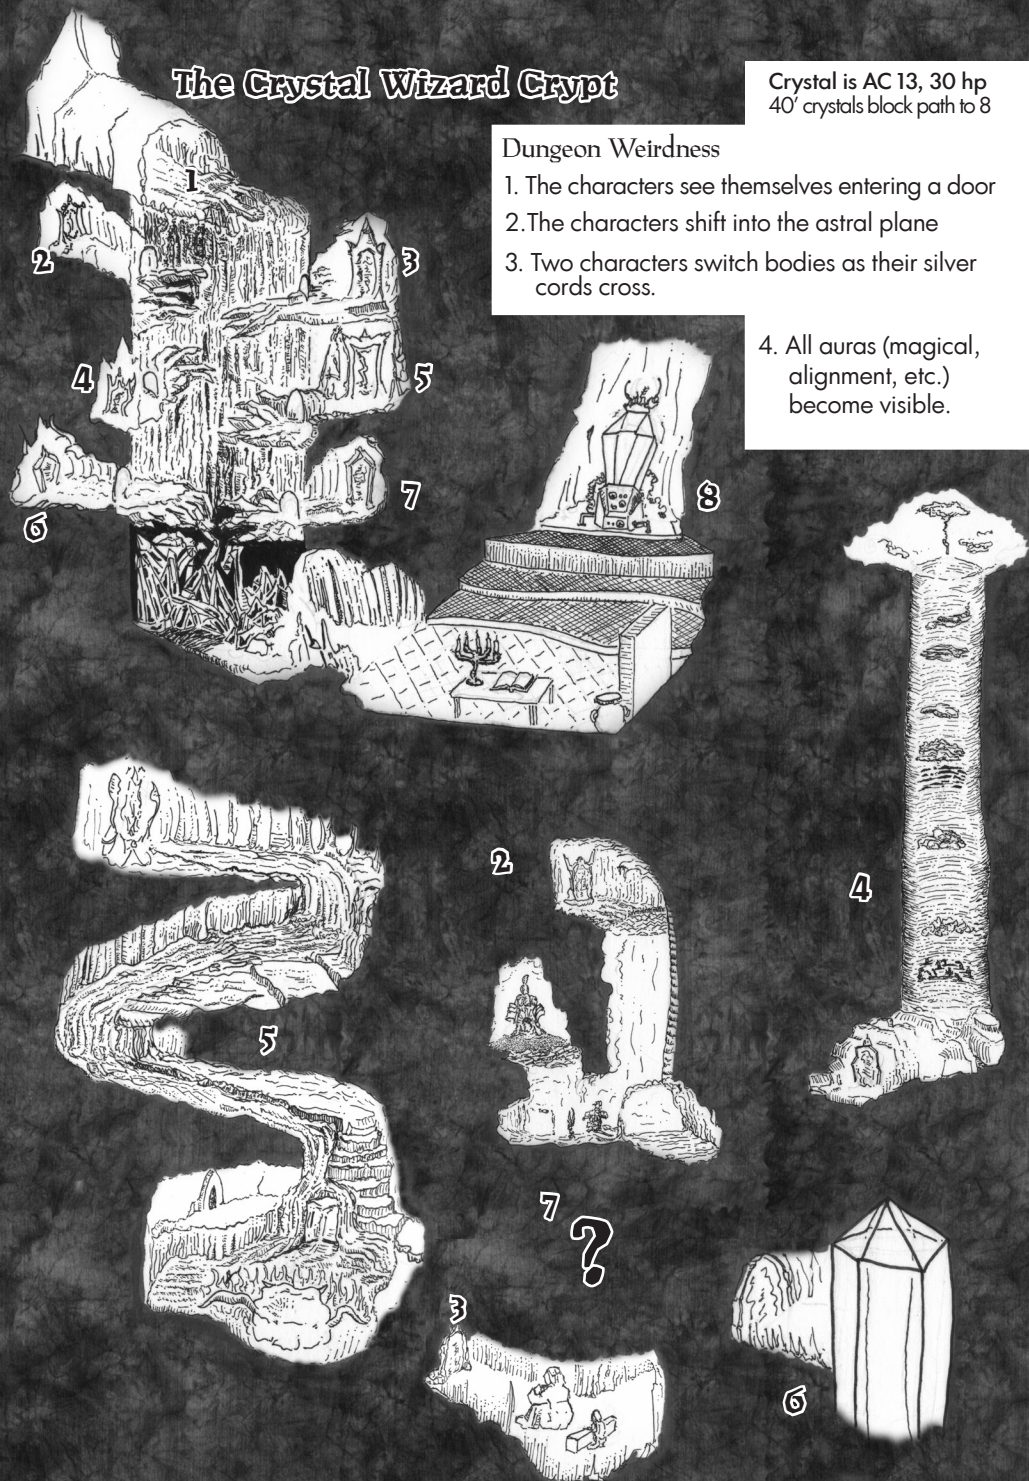 The Crystal Wizard Crypt
Crystal is AC 13, 30 hp
40' crystals block path to 8
Dungeon Weirdness
1. The characters see themselves entering a door
2.The characters shift into the astral plane
3. Two characters switch bodies as their silver
cords cross.
4. All auras (magical,
alignment, etc.)
become visible.
1
2
3
4
5
6
7
8
2
4
5
7
?
3
6